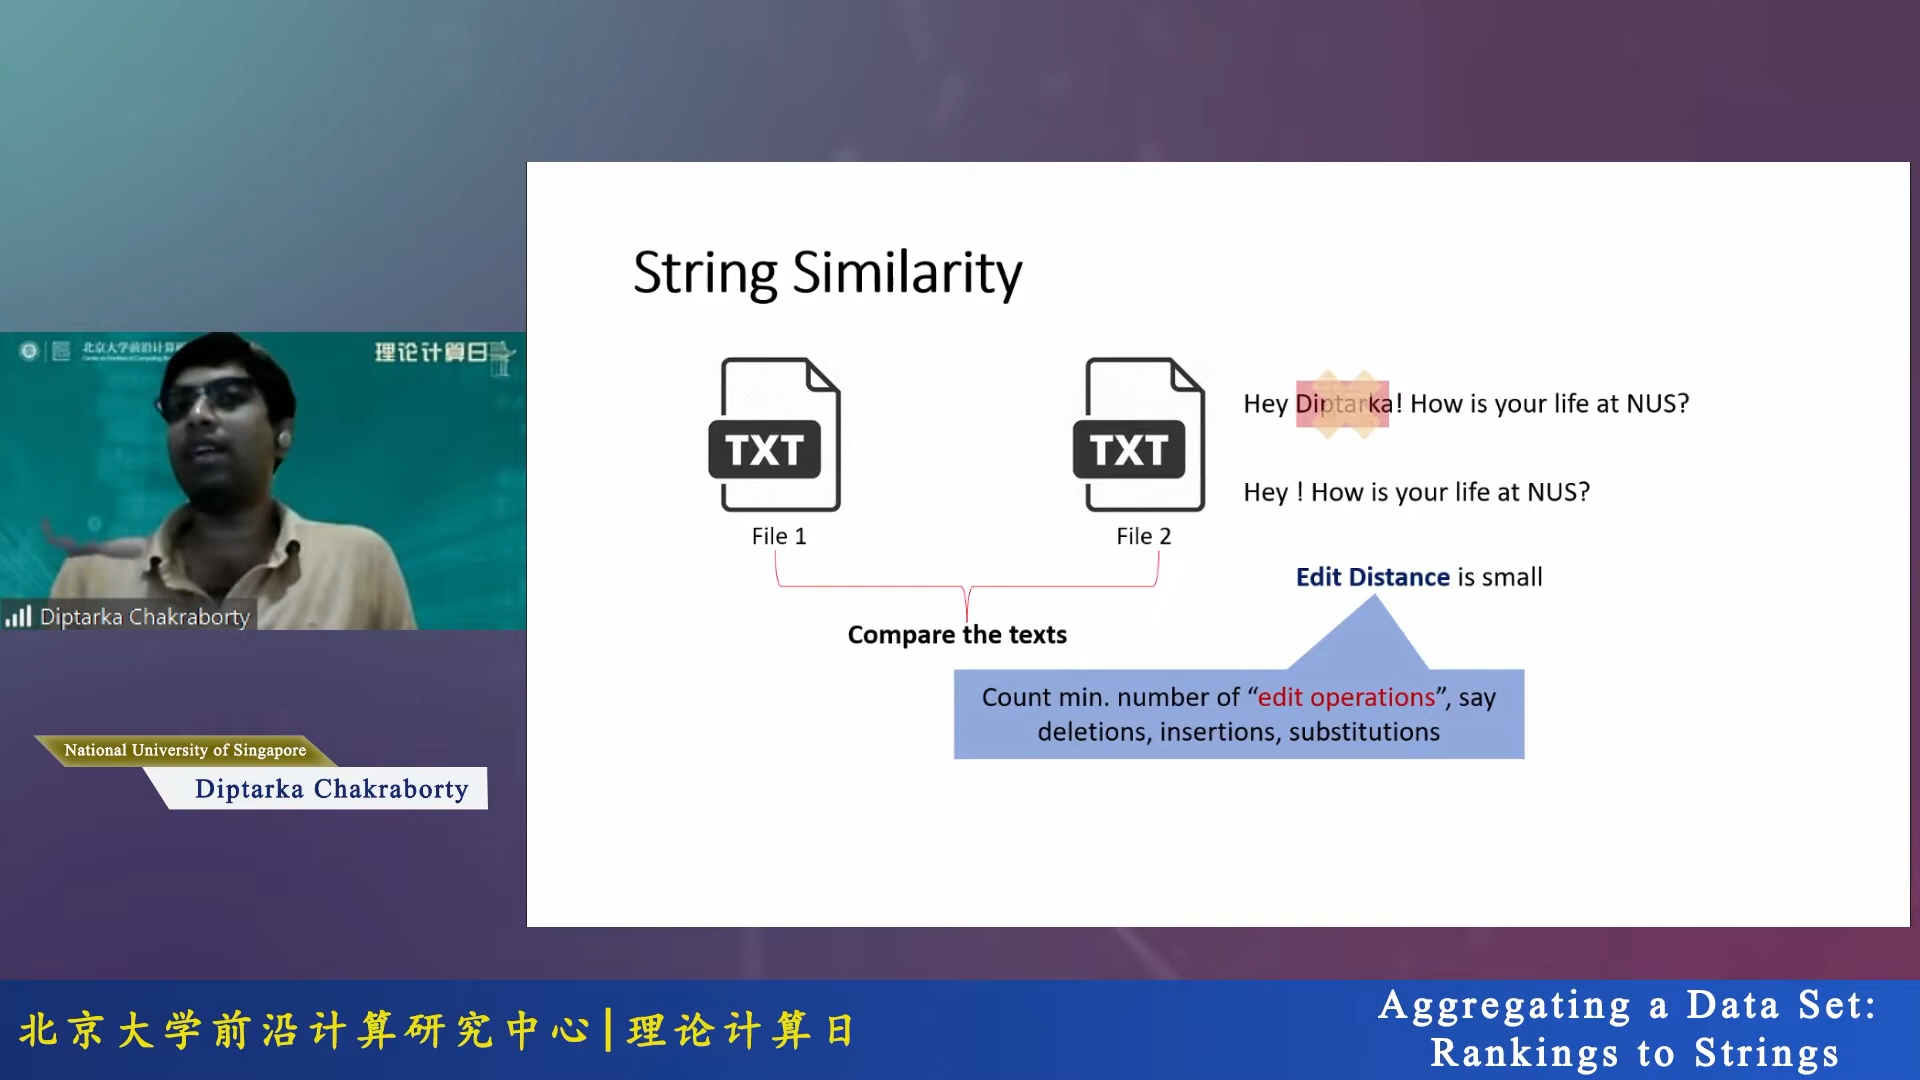 String Similarity
TXT
TXT
Hey Diptarka! How is your life at NUS?
Hey ! How is your life at NUS?
File 1
File 2
Edit Distance is small
Compare the texts
Count min. number of “edit operations”, say
deletions, insertions, substitutions
理论计算日
Diptarka Chakraborty
National University of Singapore
Diptarka Chakraborty
北京大学前沿计算研究中心|理论计算日
Aggregating a Data Set:
Rankings to Strings